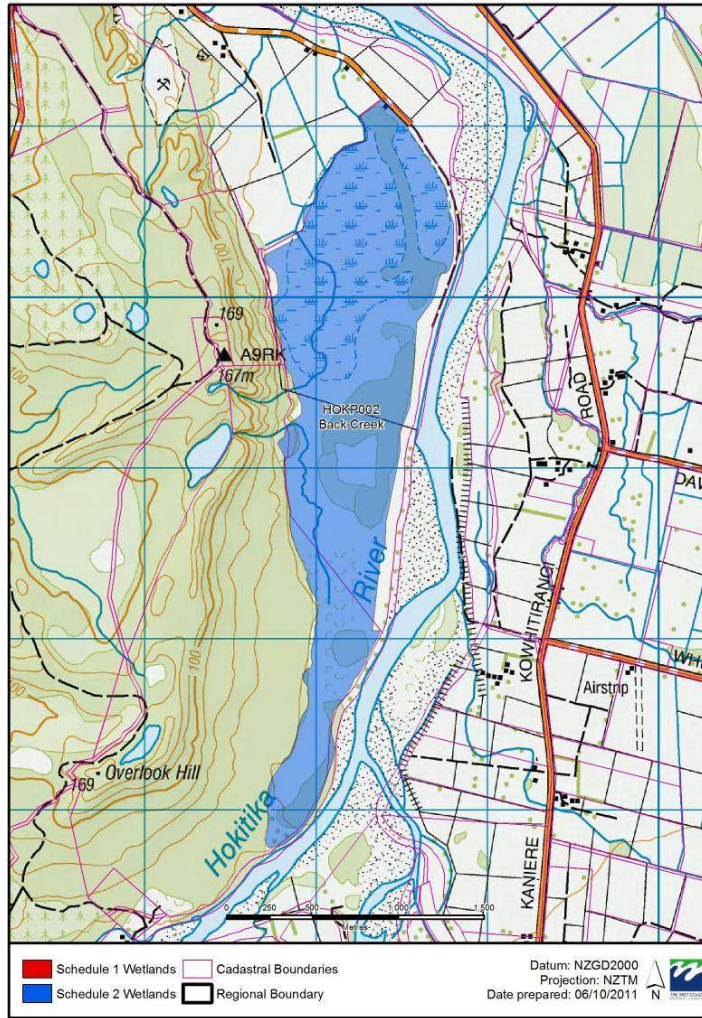 100
169
A9RK
167m
HOKP002
Back Creek
ROAD
DAV
River
KOWHITIRANGI
100
WHI
Airstrip
169
Overlook Hill
Hokitika
KANIERE
0 250 500 1 000 1 500
Metres
Schedule 1 Wetlands
Cadastral Boundaries
Schedule 2 Wetlands
Regional Boundary
Datum: NZGD2000
Projection: NZTM
Date prepared: 06/10/2011
N